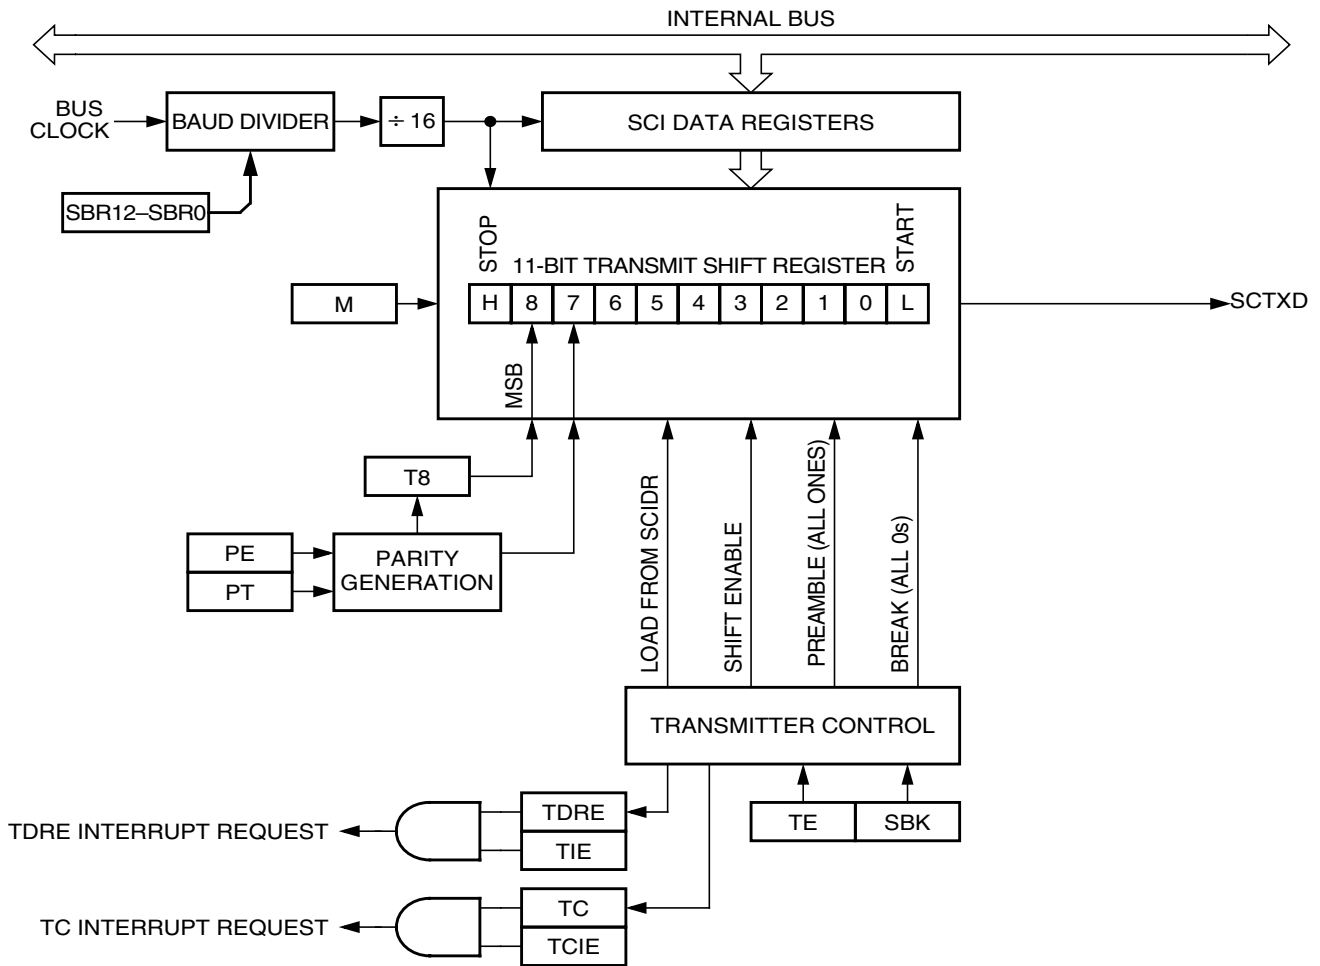 INTERNAL BUS
BUS
CLOCK
BAUD DIVIDER
÷ 16
SCI DATA REGISTERS
SBR12–SBR0
STOP
11-BIT TRANSMIT SHIFT REGISTER
START
M
H 8 7 6 5 4 3 2 1 0 L
SCTXD
MSB
T8
PE
PT
PARITY
GENERATION
LOAD FROM SCIDR
SHIFT ENABLE
PREAMBLE (ALL ONES)
BREAK (ALL 0s)
TRANSMITTER CONTROL
TE
SBK
TDRE INTERRUPT REQUEST
TDRE
TIE
TC INTERRUPT REQUEST
TC
TCIE